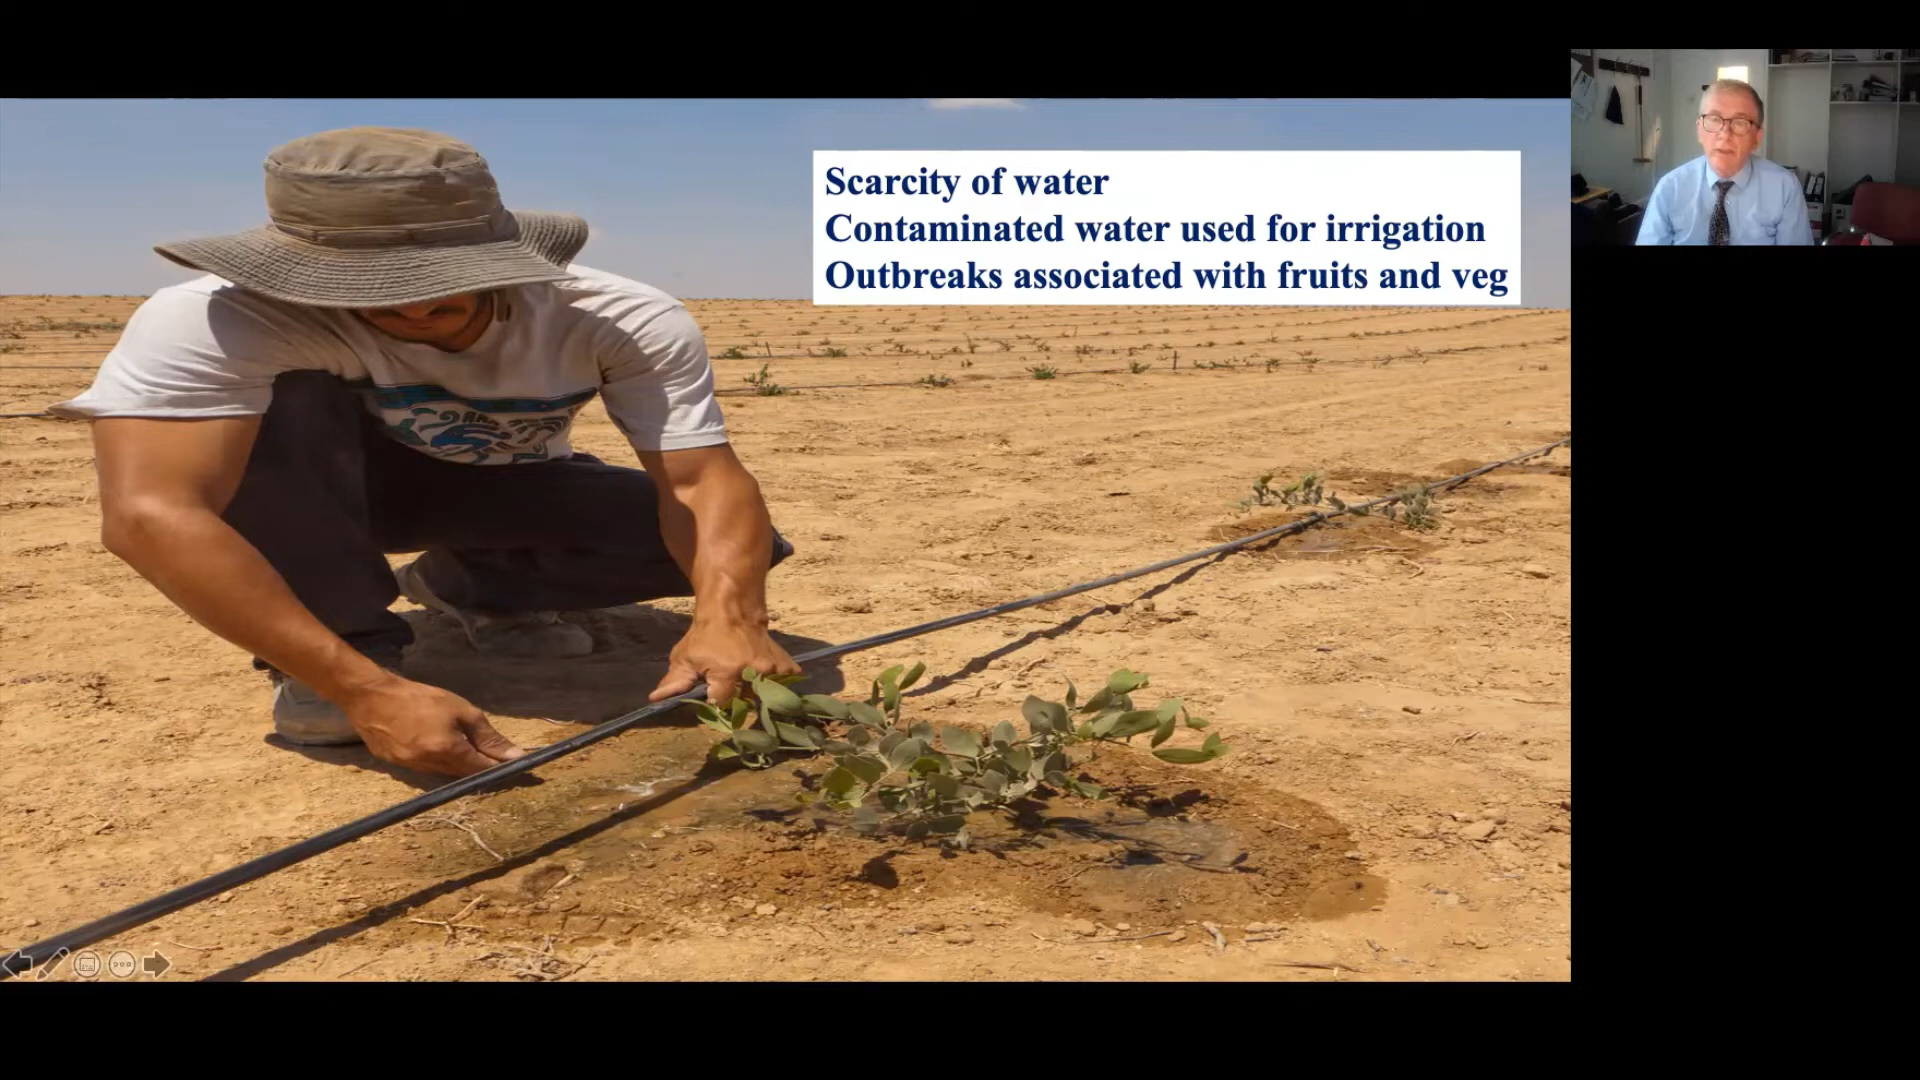 Scarcity of water
Contaminated water used for irrigation
Outbreaks associated with fruits and veg